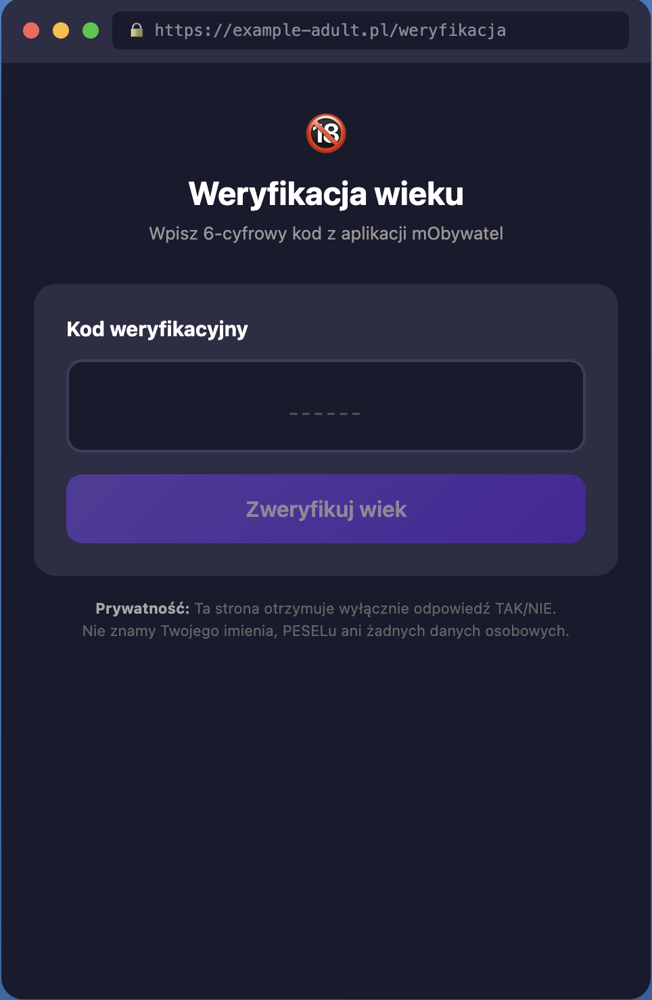 https://example-adult.pl/weryfikacja
18
Weryfikacja wieku
Wpisz 6-cyfrowy kod z aplikacji mObywatel
Kod weryfikacyjny
------
Zweryfikuj wiek
Prywatność: Ta strona otrzymuje wyłącznie odpowiedź TAK/NIE.
Nie znamy Twojego imienia, PESELu ani żadnych danych osobowych.